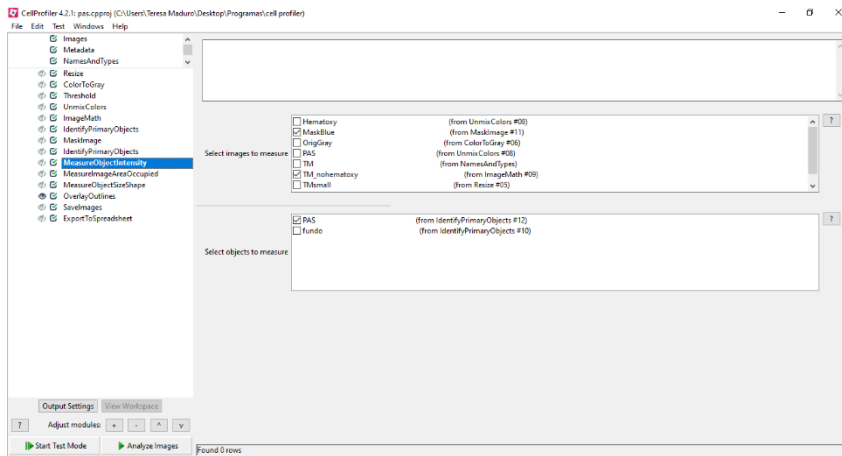 CellProfiler 4.2.1: pas.cpproj (C:\Users\Teresa Maduro\Desktop\Programas\cell profiler)
File Edit Test Windows Help
Images
Metadata
NamesAndTypes
Resize
ColorToGray
Threshold
UnmixColors
ImageMath
IdentifyPrimaryObjects
MaskImage
IdentifyPrimaryObjects
MeasureObjectIntensity
MeasureImageAreaOccupied
MeasureObjectSizeShape
OverlayOutlines
SaveImages
ExportToSpreadsheet
Output Settings View Workspace
? Adjust modules: + - ^ v
Start Test Mode Analyze Images
Select images to measure
Hematoxy (from UnmixColors #08)
MaskBlue (from MaskImage #11)
OrigGray (from ColorToGray #06)
PAS (from UnmixColors #08)
TM (from NamesAndTypes)
TM_nohematoxy (from ImageMath #09)
TMsmall (from Resize #05)
?
Select objects to measure
PAS (from IdentifyPrimaryObjects #12)
fundo (from IdentifyPrimaryObjects #10)
?
Found 0 rows